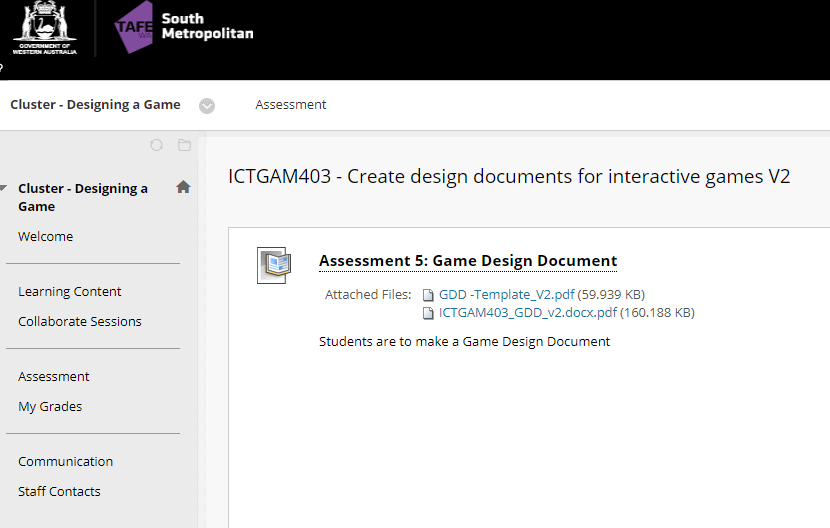 GOVERNMENT OF
WESTERN AUSTRALIA
TAFE
WA
South
Metropolitan
?
Cluster - Designing a Game
Assessment
Cluster - Designing a
Game
Welcome
Learning Content
Collaborate Sessions
Assessment
My Grades
Communication
Staff Contacts
ICTGAM403 - Create design documents for interactive games V2
Assessment 5: Game Design Document
Attached Files: GDD -Template_V2.pdf (59.939 KB)
ICTGAM403_GDD_v2.docx.pdf (160.188 KB)
Students are to make a Game Design Document